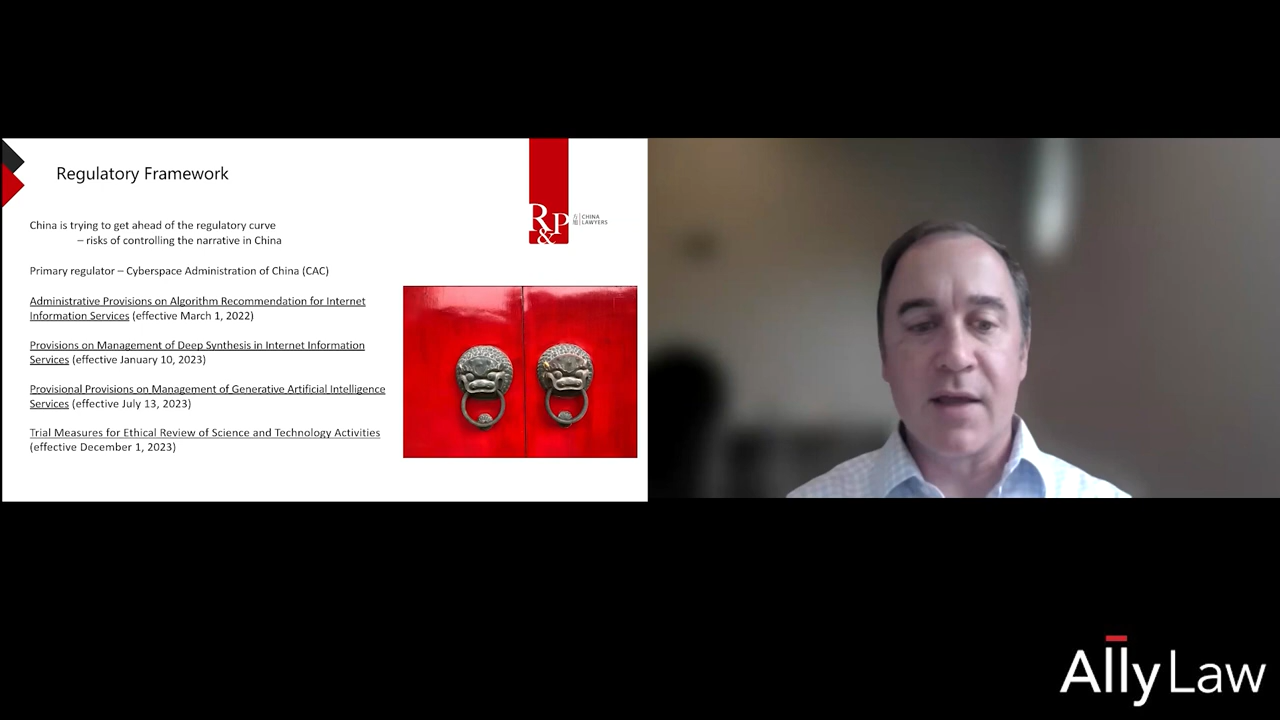 Regulatory Framework
China is trying to get ahead of the regulatory curve
– risks of controlling the narrative in China
Primary regulator – Cyberspace Administration of China (CAC)
Administrative Provisions on Algorithm Recommendation for Internet
Information Services (effective March 1, 2022)
Provisions on Management of Deep Synthesis in Internet Information
Services (effective January 10, 2023)
Provisional Provisions on Management of Generative Artificial Intelligence
Services (effective July 13, 2023)
Trial Measures for Ethical Review of Science and Technology Activities
(effective December 1, 2023)
R&P
CHINA
LAWYERS
Ally Law